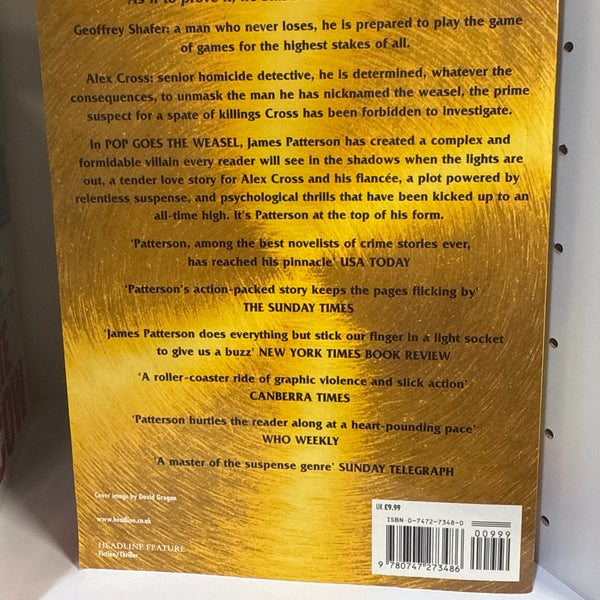 Geoffrey Shafer: a man who never loses, he is prepared to play the game
of games for the highest stakes of all.
Alex Cross: senior homicide detective, he is determined, whatever the
consequences, to unmask the man he has nicknamed the weasel, the prime
suspect for a spate of killings Cross has been forbidden to investigate.
In POP GOES THE WEASEL, James Patterson has created a complex and
formidable villain every reader will see in the shadows when the lights are
out, a tender love story for Alex Cross and his fiancée, a plot powered by
relentless suspense, and psychological thrills that have been kicked up to an
all-time high. It's Patterson at the top of his form.
'Patterson, among the best novelists of crime stories ever,
has reached his pinnacle' USA TODAY
'Patterson's action-packed story keeps the pages flicking by'
THE SUNDAY TIMES
'James Patterson does everything but stick our finger in a light socket
to give us a buzz' NEW YORK TIMES BOOK REVIEW
'A roller-coaster ride of graphic violence and slick action'
CANBERRA TIMES
'Patterson hurtles the reader along at a heart-pounding pace'
WHO WEEKLY
'A master of the suspense genre' SUNDAY TELEGRAPH
Cover image by David Grogan
www.headline.co.uk
HEADLINE FEATURE
Fiction/Thriller
UK £9.99
ISBN 0-7472-7348-0
00999
9 780747 273486